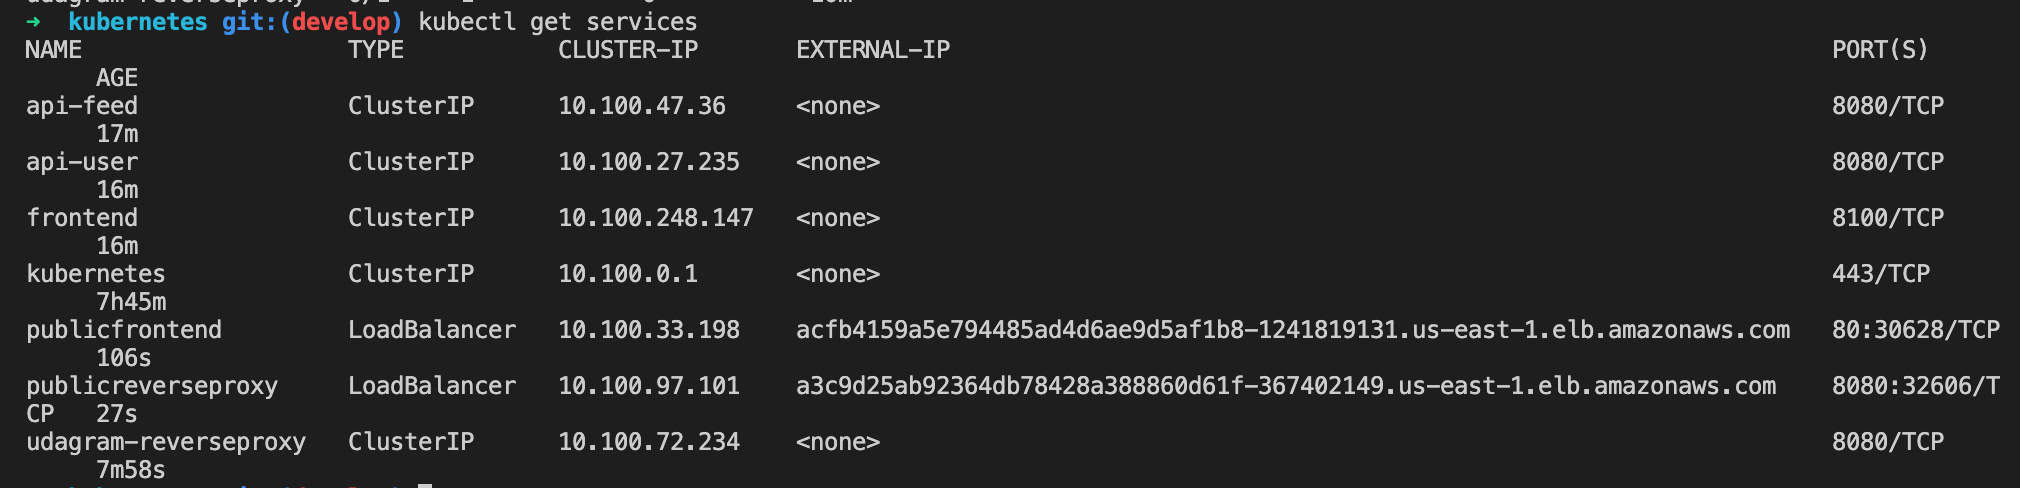 ➜  kubernetes git:(develop) kubectl get services
NAME                   TYPE           CLUSTER-IP       EXTERNAL-IP                                                               PORT(S)
     AGE
api-feed               ClusterIP      10.100.47.36     <none>                                                                    8080/TCP
     17m
api-user               ClusterIP      10.100.27.235    <none>                                                                    8080/TCP
     16m
frontend               ClusterIP      10.100.248.147   <none>                                                                    8100/TCP
     16m
kubernetes             ClusterIP      10.100.0.1       <none>                                                                    443/TCP
     7h45m
publicfrontend         LoadBalancer   10.100.33.198    acfb4159a5e794485ad4d6ae9d5af1b8-1241819131.us-east-1.elb.amazonaws.com   80:30628/TCP
     106s
publicreverseproxy     LoadBalancer   10.100.97.101    a3c9d25ab92364db78428a388860d61f-367402149.us-east-1.elb.amazonaws.com    8080:32606/T
CP   27s
udagram-reverseproxy   ClusterIP      10.100.72.234    <none>                                                                    8080/TCP
     7m58s